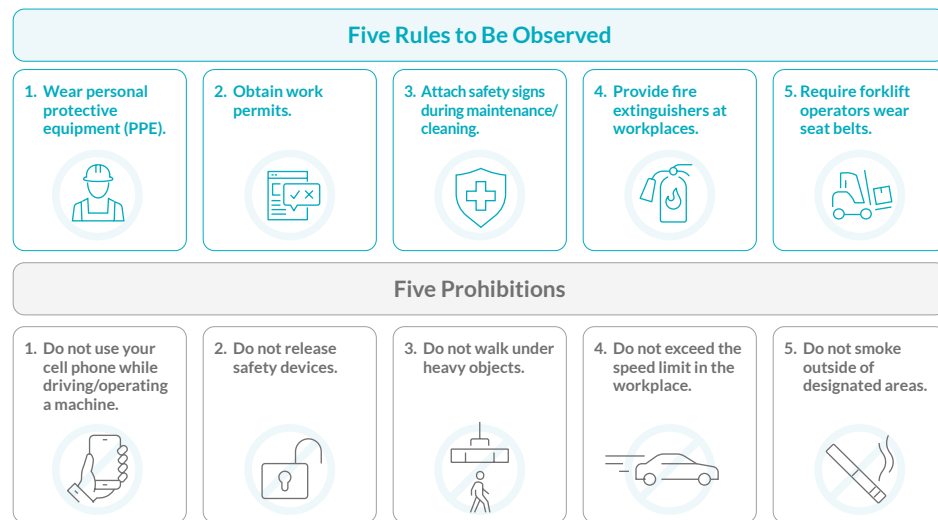 Five Rules to Be Observed
1. Wear personal
protective
equipment (PPE).
2. Obtain work
permits.
3. Attach safety signs
during maintenance/
cleaning.
4. Provide fire
extinguishers at
workplaces.
5. Require forklift
operators wear
seat belts.
Five Prohibitions
1. Do not use your
cell phone while
driving/operating
a machine.
2. Do not release
safety devices.
3. Do not walk under
heavy objects.
4. Do not exceed the
speed limit in the
workplace.
5. Do not smoke
outside of
designated areas.